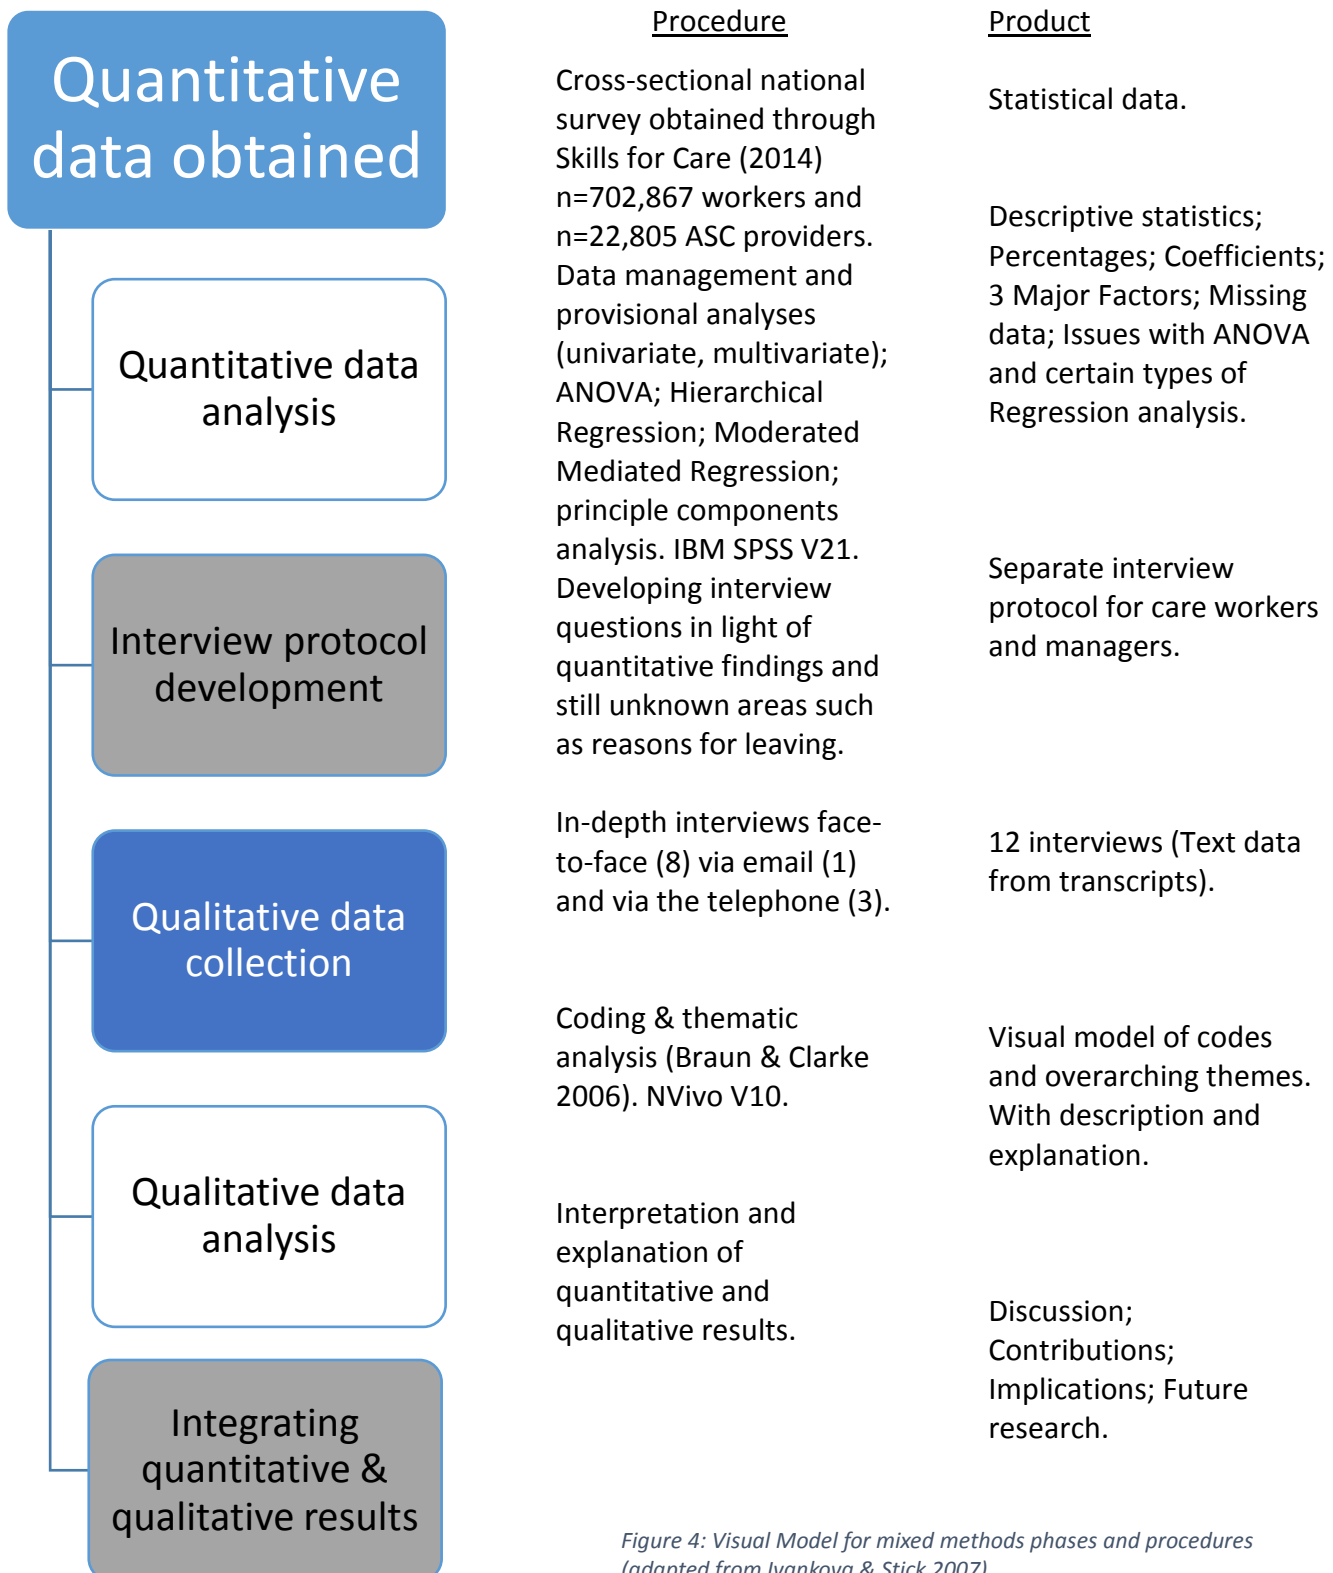 Quantitative
data obtained
Quantitative data
analysis
Interview protocol
development
Qualitative data
collection
Qualitative data
analysis
Integrating
quantitative &
qualitative results
Procedure
Cross-sectional national
survey obtained through
Skills for Care (2014)
n=702,867 workers and
n=22,805 ASC providers.
Data management and
provisional analyses
(univariate, multivariate);
ANOVA; Hierarchical
Regression; Moderated
Mediated Regression;
principle components
analysis. IBM SPSS V21.
Developing interview
questions in light of
quantitative findings and
still unknown areas such
as reasons for leaving.
In-depth interviews face-
to-face (8) via email (1)
and via the telephone (3).
Coding & thematic
analysis (Braun & Clarke
2006). NVivo V10.
Interpretation and
explanation of
quantitative and
qualitative results.
Product
Statistical data.
Descriptive statistics;
Percentages; Coefficients;
3 Major Factors; Missing
data; Issues with ANOVA
and certain types of
Regression analysis.
Separate interview
protocol for care workers
and managers.
12 interviews (Text data
from transcripts).
Visual model of codes
and overarching themes.
With description and
explanation.
Discussion;
Contributions;
Implications; Future
research.
Figure 4: Visual Model for mixed methods phases and procedures
(adapted from Ivankova & Stick 2007)